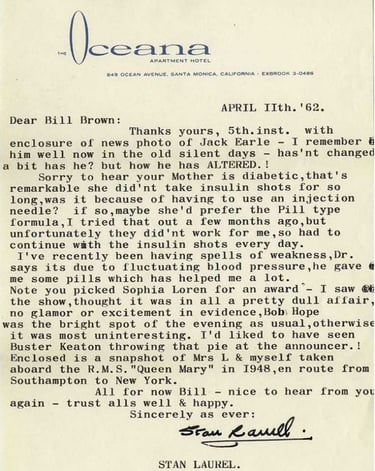 THE Oceana
APARTMENT HOTEL
849 OCEAN AVENUE, SANTA MONICA, CALIFORNIA - EXBROOK 3-0486
APRIL IIth.'62.
Dear Bill Brown:
Thanks yours, 5th.inst. with
enclosure of news photo of Jack Earle - I remember
him well now in the old silent days - has'nt changed
a bit has he? but how he has ALTERED.!
Sorry to hear your Mother is diabetic,that's
remarkable she did'nt take insulin shots for so
long,was it because of having to use an injection
needle? if so,maybe she'd prefer the Pill type
formula,I tried that out a few months ago,but
unfortunately they did'nt work for me,so had to
continue with the insulin shots every day.
I've recently been having spells of weakness,Dr.
says its due to fluctuating blood pressure,he gave
me some pills which has helped me a lot.
Note you picked Sophia Loren for an award - I saw
the show,thought it was in all a pretty dull affair,
no glamor or excitement in evidence,Bob Hope
was the bright spot of the evening as usual,otherwise
it was most uninteresting. I'd liked to have seen
Buster Keaton throwing that pie at the announcer.!
Enclosed is a snapshot of Mrs L & myself taken
aboard the R.M.S."Queen Mary" in I948,en route from
Southampton to New York.
All for now Bill - nice to hear from you
again - trust alls well & happy.
Sincerely as ever:
Stan Laurel.
STAN LAUREL.